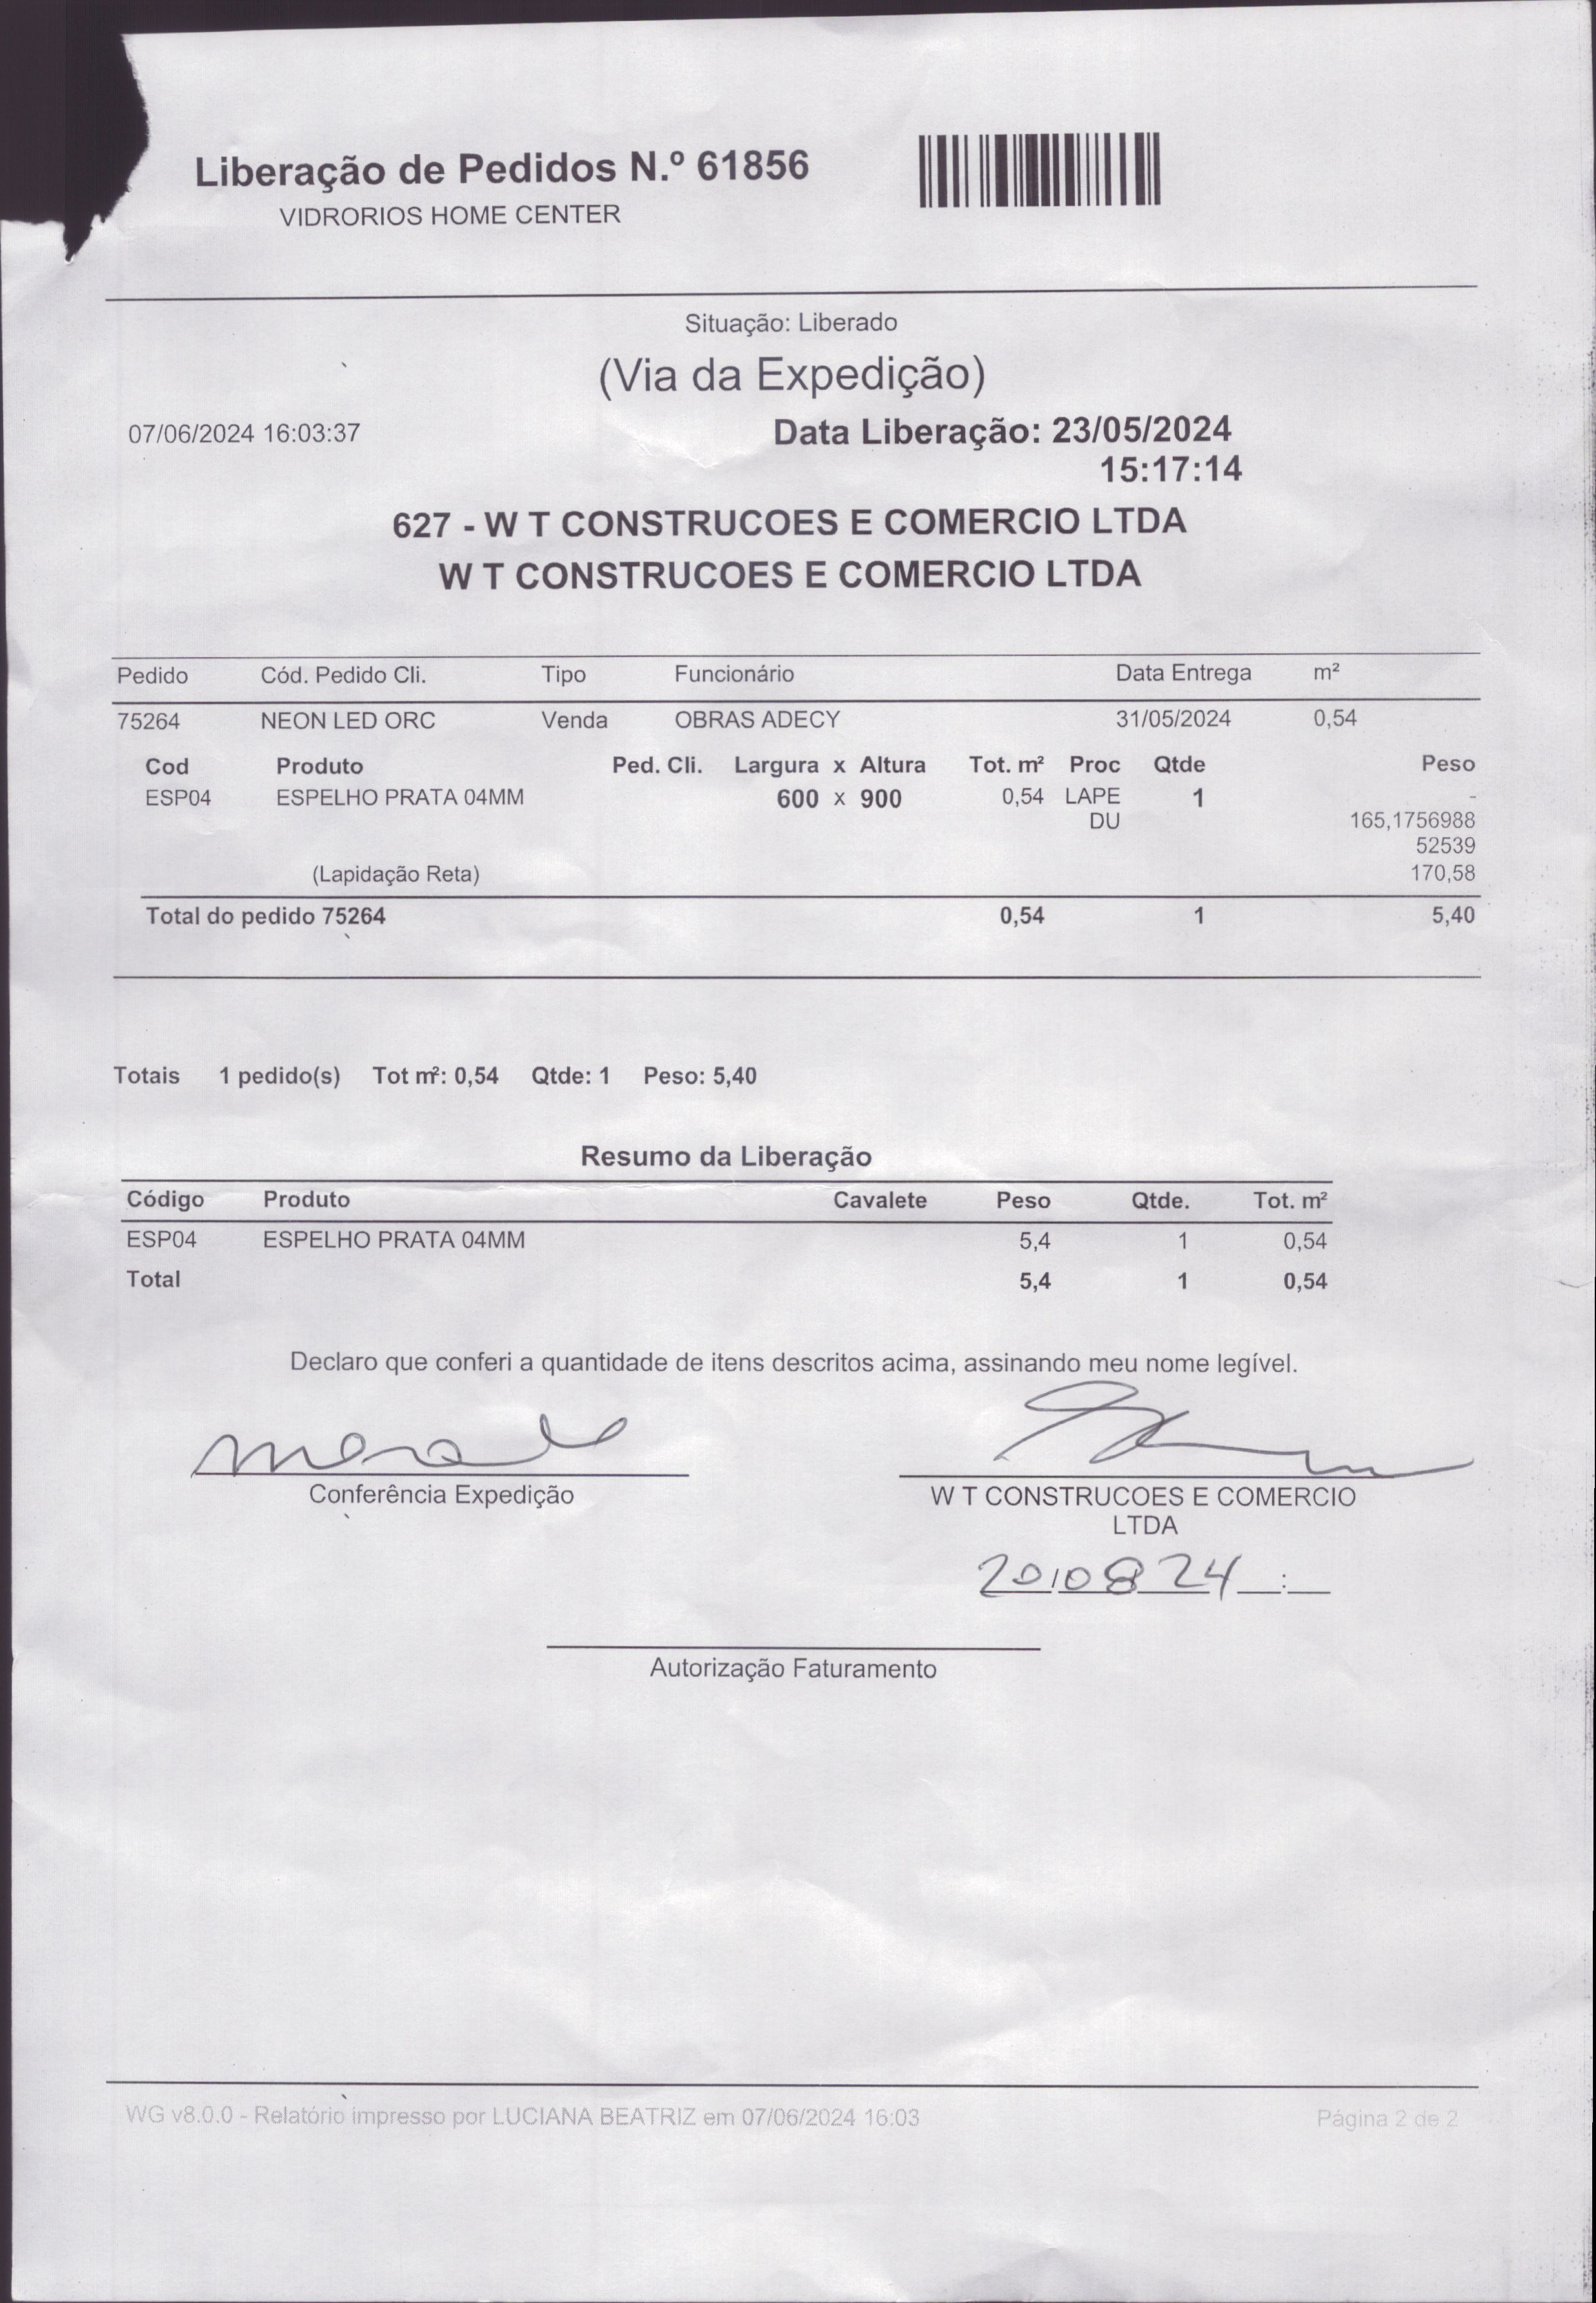 Liberação de Pedidos N.º 61856
VIDRORIOS HOME CENTER
Situação: Liberado
(Via da Expedição)
07/06/2024 16:03:37 Data Liberação: 23/05/2024
15:17:14
627 - W T CONSTRUCOES E COMERCIO LTDA
W T CONSTRUCOES E COMERCIO LTDA
Pedido Cód. Pedido Cli. Tipo Funcionário Data Entrega m²
75264 NEON LED ORC Venda OBRAS ADECY 31/05/2024 0,54
Cod Produto Ped. Cli. Largura x Altura Tot. m² Proc Qtde Peso
ESP04 ESPELHO PRATA 04MM 600 x 900 0,54 LAPE 1 -
DU 165,1756988
52539
(Lapidação Reta) 170,58
Total do pedido 75264 0,54 1 5,40
Totais 1 pedido(s) Tot m²: 0,54 Qtde: 1 Peso: 5,40
Resumo da Liberação
Código Produto Cavalete Peso Qtde. Tot. m²
ESP04 ESPELHO PRATA 04MM 5,4 1 0,54
Total 5,4 1 0,54
Declaro que conferi a quantidade de itens descritos acima, assinando meu nome legível.
Conferência Expedição W T CONSTRUCOES E COMERCIO
LTDA
20/08 24 :
Autorização Faturamento
WG v8.0.0 - Relatório impresso por LUCIANA BEATRIZ em 07/06/2024 16:03 Página 2 de 2